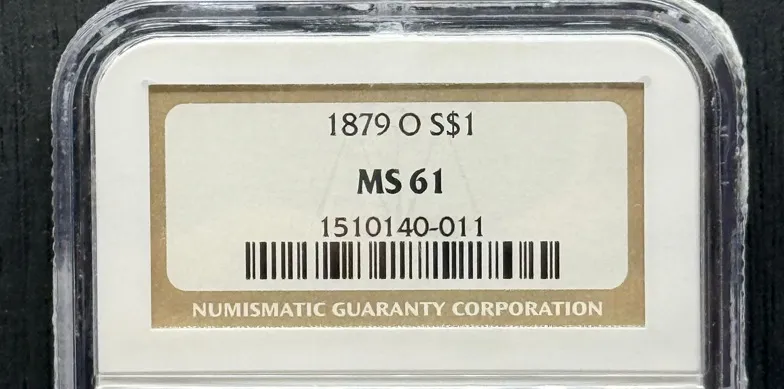 1879 O S$1
MS 61
1510140-011
NUMISMATIC GUARANTY CORPORATION